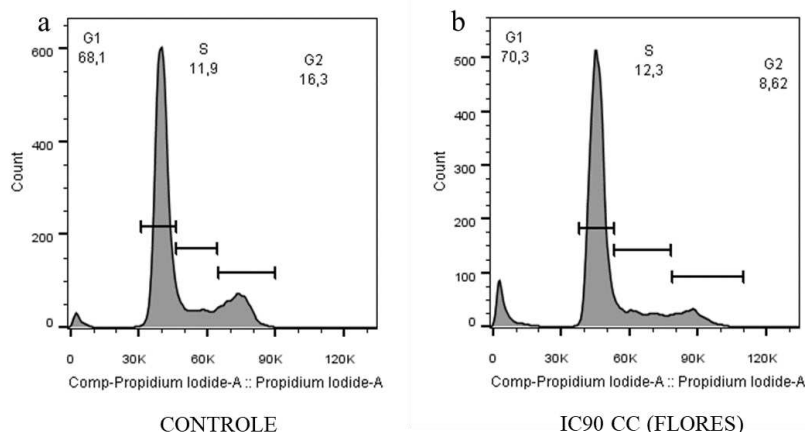 a
G1
68,1
S
11,9
G2
16,3
600
400
200
0
Count
0 30K 60K 90K 120K
Comp-Propidium Iodide-A :: Propidium Iodide-A
CONTROLE
b
G1
70,3
S
12,3
G2
8,62
500
400
300
200
100
0
Count
0 30K 60K 90K 120K
Comp-Propidium Iodide-A :: Propidium Iodide-A
IC90 CC (FLORES)